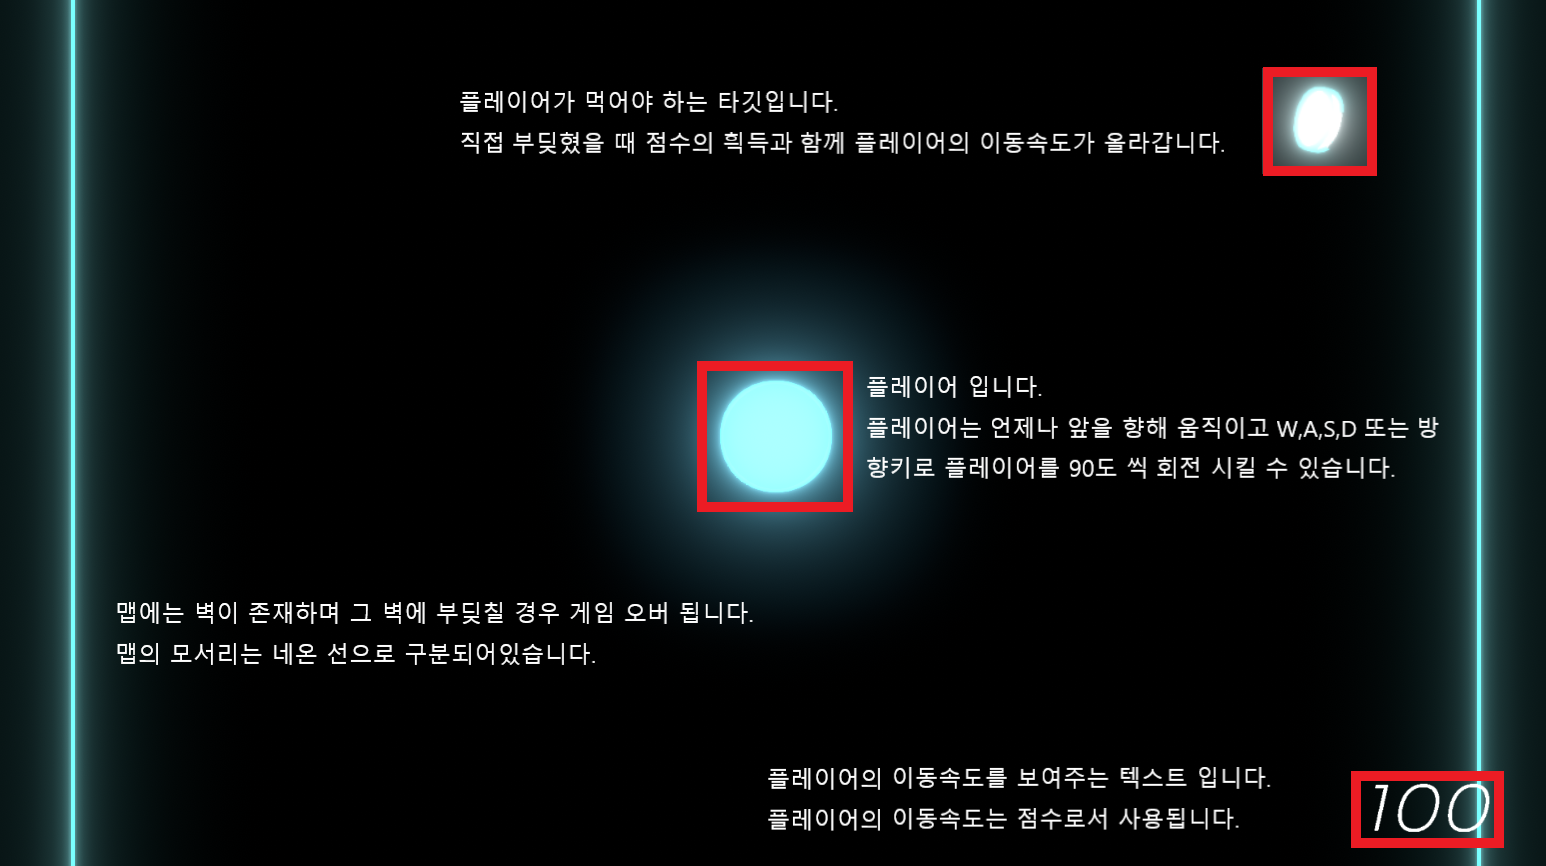 플레이어가 먹어야 하는 타깃입니다.
직접 부딪혔을 때 점수의 획득과 함께 플레이어의 이동속도가 올라갑니다.
플레이어 입니다.
플레이어는 언제나 앞을 향해 움직이고 W,A,S,D 또는 방
향키로 플레이어를 90도 씩 회전 시킬 수 있습니다.
맵에는 벽이 존재하며 그 벽에 부딪칠 경우 게임 오버 됩니다.
맵의 모서리는 네온 선으로 구분되어있습니다.
플레이어의 이동속도를 보여주는 텍스트 입니다.
플레이어의 이동속도는 점수로서 사용됩니다.
100